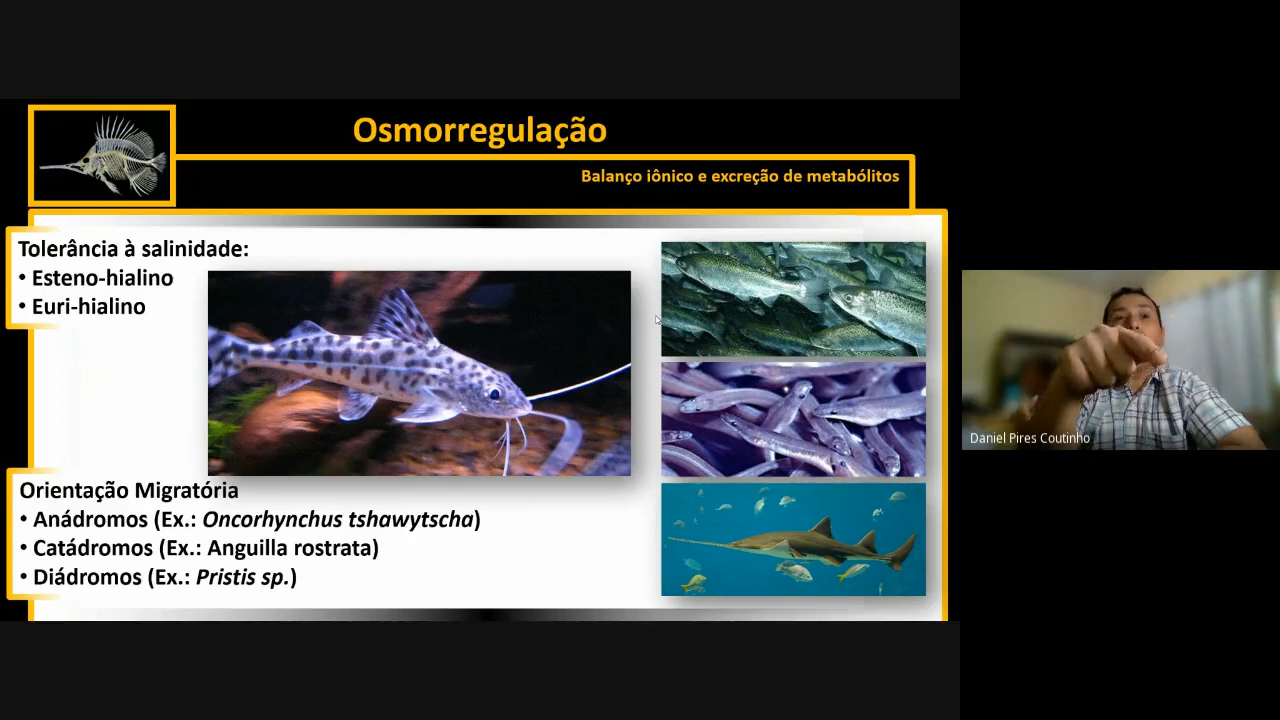 Osmorregulação
Balanço iônico e excreção de metabólitos
Tolerância à salinidade:
• Esteno-hialino
• Euri-hialino
Orientação Migratória
• Anádromos (Ex.: Oncorhynchus tshawytscha)
• Catádromos (Ex.: Anguilla rostrata)
• Diádromos (Ex.: Pristis sp.)
Daniel Pires Coutinho